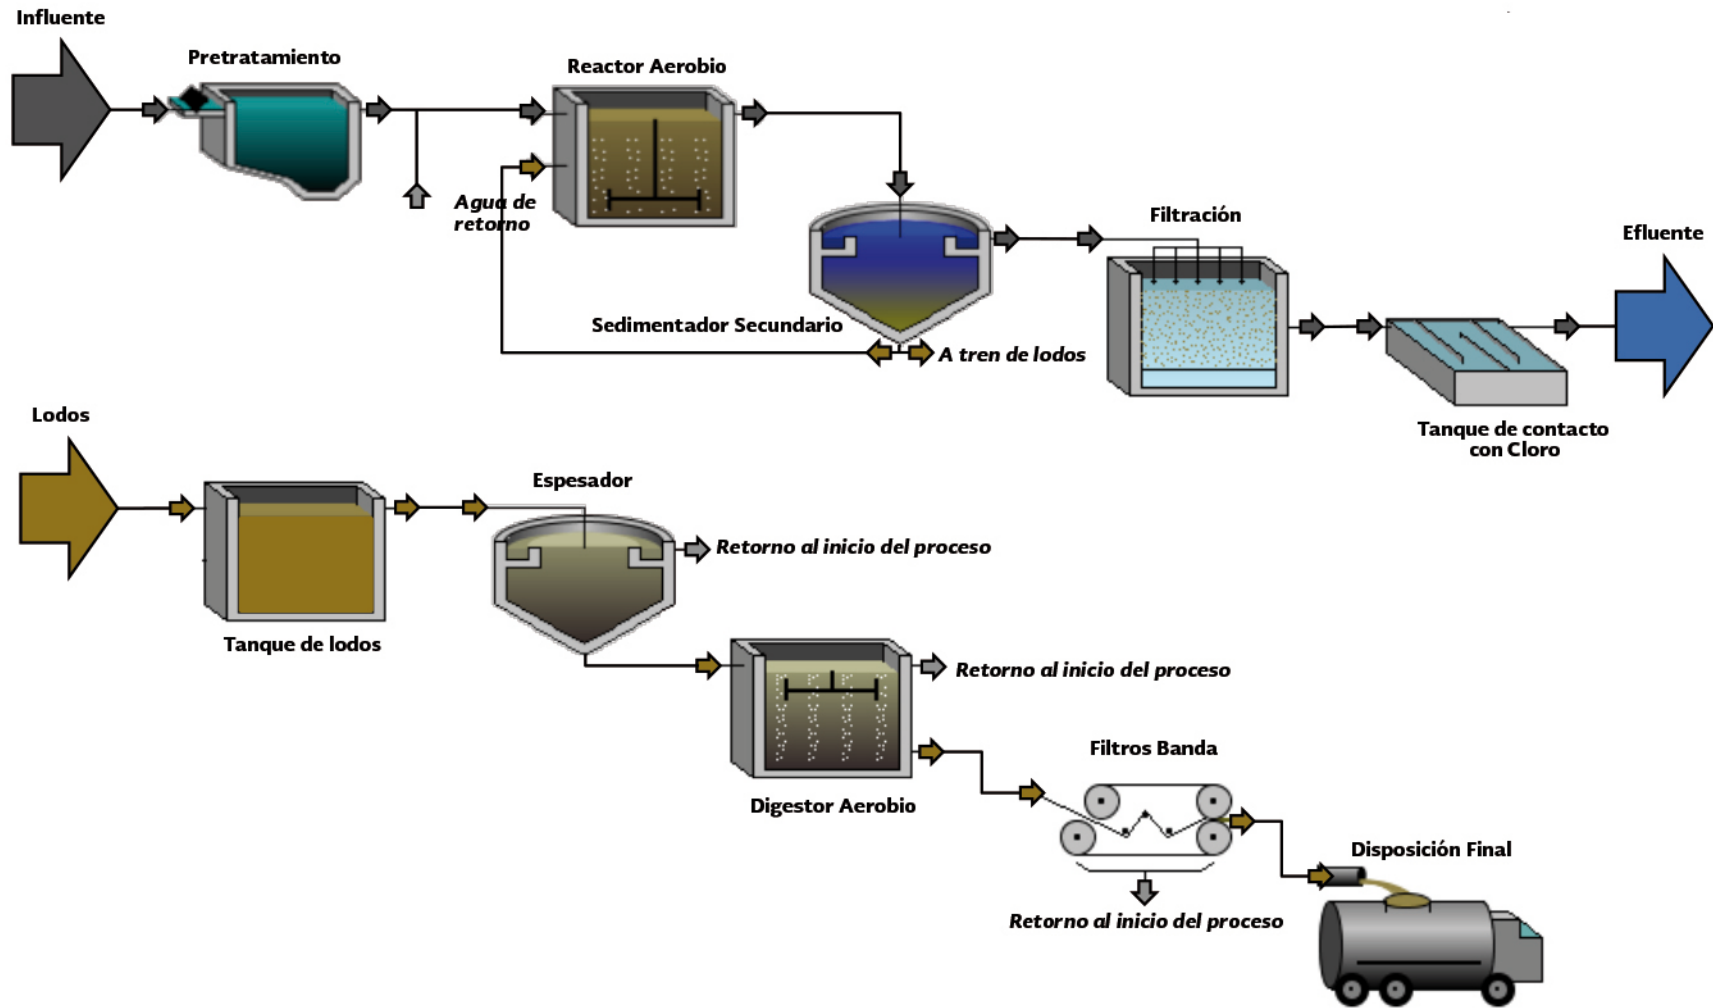 Influente
Pretratamiento
Reactor Aerobio
Agua de
retorno
Filtración
Efluente
Sedimentador Secundario
A tren de lodos
Tanque de contacto
con Cloro
Lodos
Espesador
Retorno al inicio del proceso
Tanque de lodos
Retorno al inicio del proceso
Digestor Aerobio
Filtros Banda
Retorno al inicio del proceso
Disposición Final